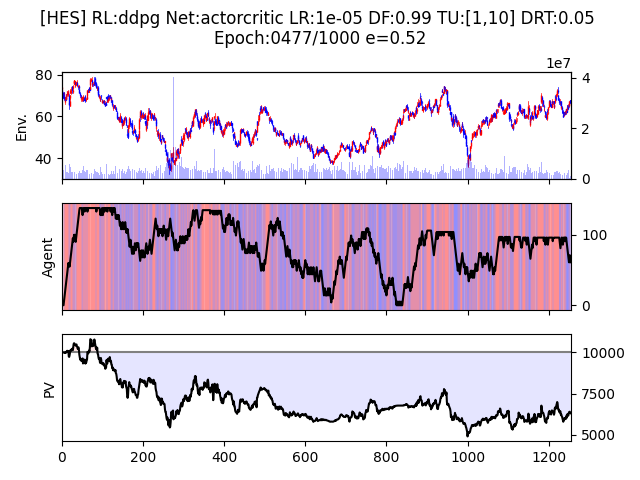 [HES] RL:ddpg Net:actorcritic LR:1e-05 DF:0.99 TU:[1,10] DRT:0.05
Epoch:0477/1000 e=0.52
1e7
80
60
40
Env.
4
2
0
Agent
100
0
PV
10000
7500
5000
0 200 400 600 800 1000 1200